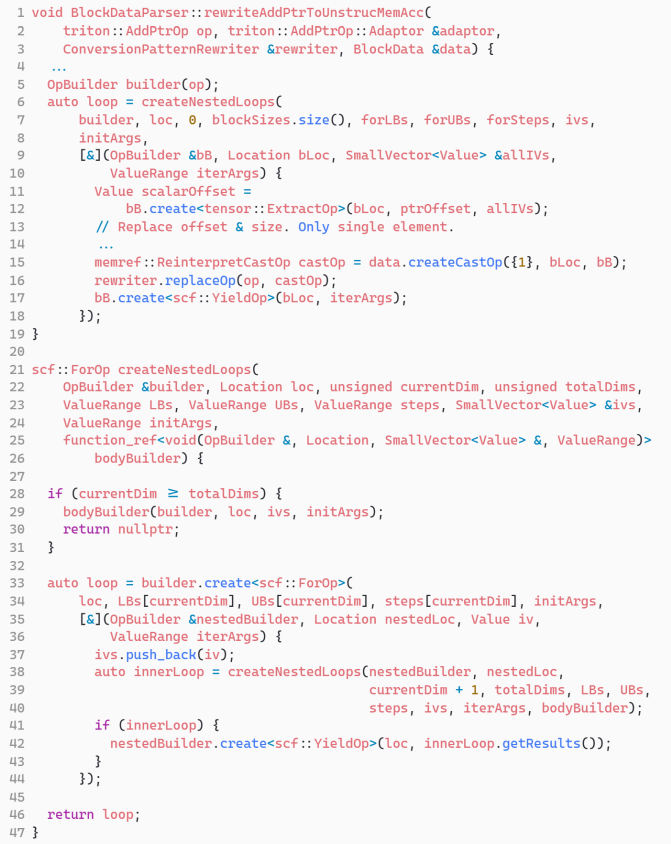 1 void BlockDataParser::rewriteAddPtrToUnstrucMemAcc(
2     triton::AddPtrOp op, triton::AddPtrOp::Adaptor &adaptor,
3     ConversionPatternRewriter &rewriter, BlockData &data) {
4   ...
5   OpBuilder builder(op);
6   auto loop = createNestedLoops(
7       builder, loc, 0, blockSizes.size(), forLBs, forUBs, forSteps, ivs,
8       initArgs,
9       [&](OpBuilder &bB, Location bLoc, SmallVector<Value> &allIVs,
10           ValueRange iterArgs) {
11         Value scalarOffset =
12             bB.create<tensor::ExtractOp>(bLoc, ptrOffset, allIVs);
13         // Replace offset & size. Only single element.
14         ...
15         memref::ReinterpretCastOp castOp = data.createCastOp({1}, bLoc, bB);
16         rewriter.replaceOp(op, castOp);
17         bB.create<scf::YieldOp>(bLoc, iterArgs);
18       });
19 }
20
21 scf::ForOp createNestedLoops(
22     OpBuilder &builder, Location loc, unsigned currentDim, unsigned totalDims,
23     ValueRange LBs, ValueRange UBs, ValueRange steps, SmallVector<Value> &ivs,
24     ValueRange initArgs,
25     function_ref<void(OpBuilder &, Location, SmallVector<Value> &, ValueRange)>
26         bodyBuilder) {
27
28   if (currentDim ≥ totalDims) {
29     bodyBuilder(builder, loc, ivs, initArgs);
30     return nullptr;
31   }
32
33   auto loop = builder.create<scf::ForOp>(
34       loc, LBs[currentDim], UBs[currentDim], steps[currentDim], initArgs,
35       [&](OpBuilder &nestedBuilder, Location nestedLoc, Value iv,
36           ValueRange iterArgs) {
37         ivs.push_back(iv);
38         auto innerLoop = createNestedLoops(nestedBuilder, nestedLoc,
39                                            currentDim + 1, totalDims, LBs, UBs,
40                                            steps, ivs, iterArgs, bodyBuilder);
41         if (innerLoop) {
42           nestedBuilder.create<scf::YieldOp>(loc, innerLoop.getResults());
43         }
44       });
45
46   return loop;
47 }